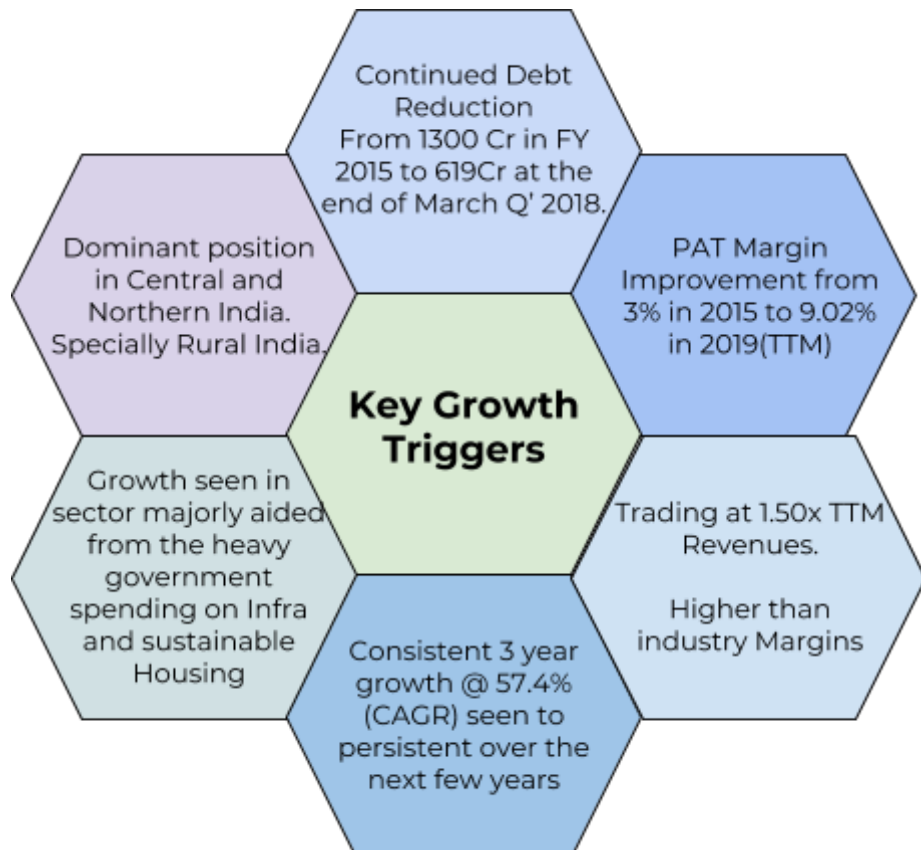 Continued Debt
Reduction
From 1300 Cr in FY
2015 to 619Cr at the
end of March Q' 2018.
Dominant position
in Central and
Northern India.
Specially Rural India,
PAT Margin
Improvement from
3% in 2015 to 9.02%
in 2019(TTM)
Key Growth
Triggers
Growth seen in
sector majorly aided
from the heavy
government
spending on Infra
and sustainable
Housing
Trading at 1.50x TTM
Revenues.
Higher than
industry Margins
Consistent 3 year
growth @ 57.4%
(CAGR) seen to
persistent over the
next few years